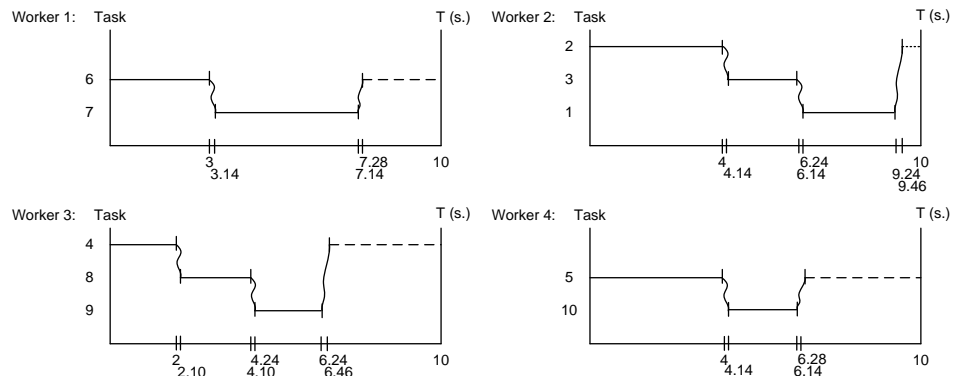 Worker 1: Task T (s.)
6
7
3 7.28 10
3.14 7.14
Worker 2: Task T (s.)
2
3
1
4 6.24 9.24 10
4.14 6.14 9.46
Worker 3: Task T (s.)
4
8
9
2 4.24 6.24 10
2.10 4.10 6.46
Worker 4: Task T (s.)
5
10
4 6.28 10
4.14 6.14